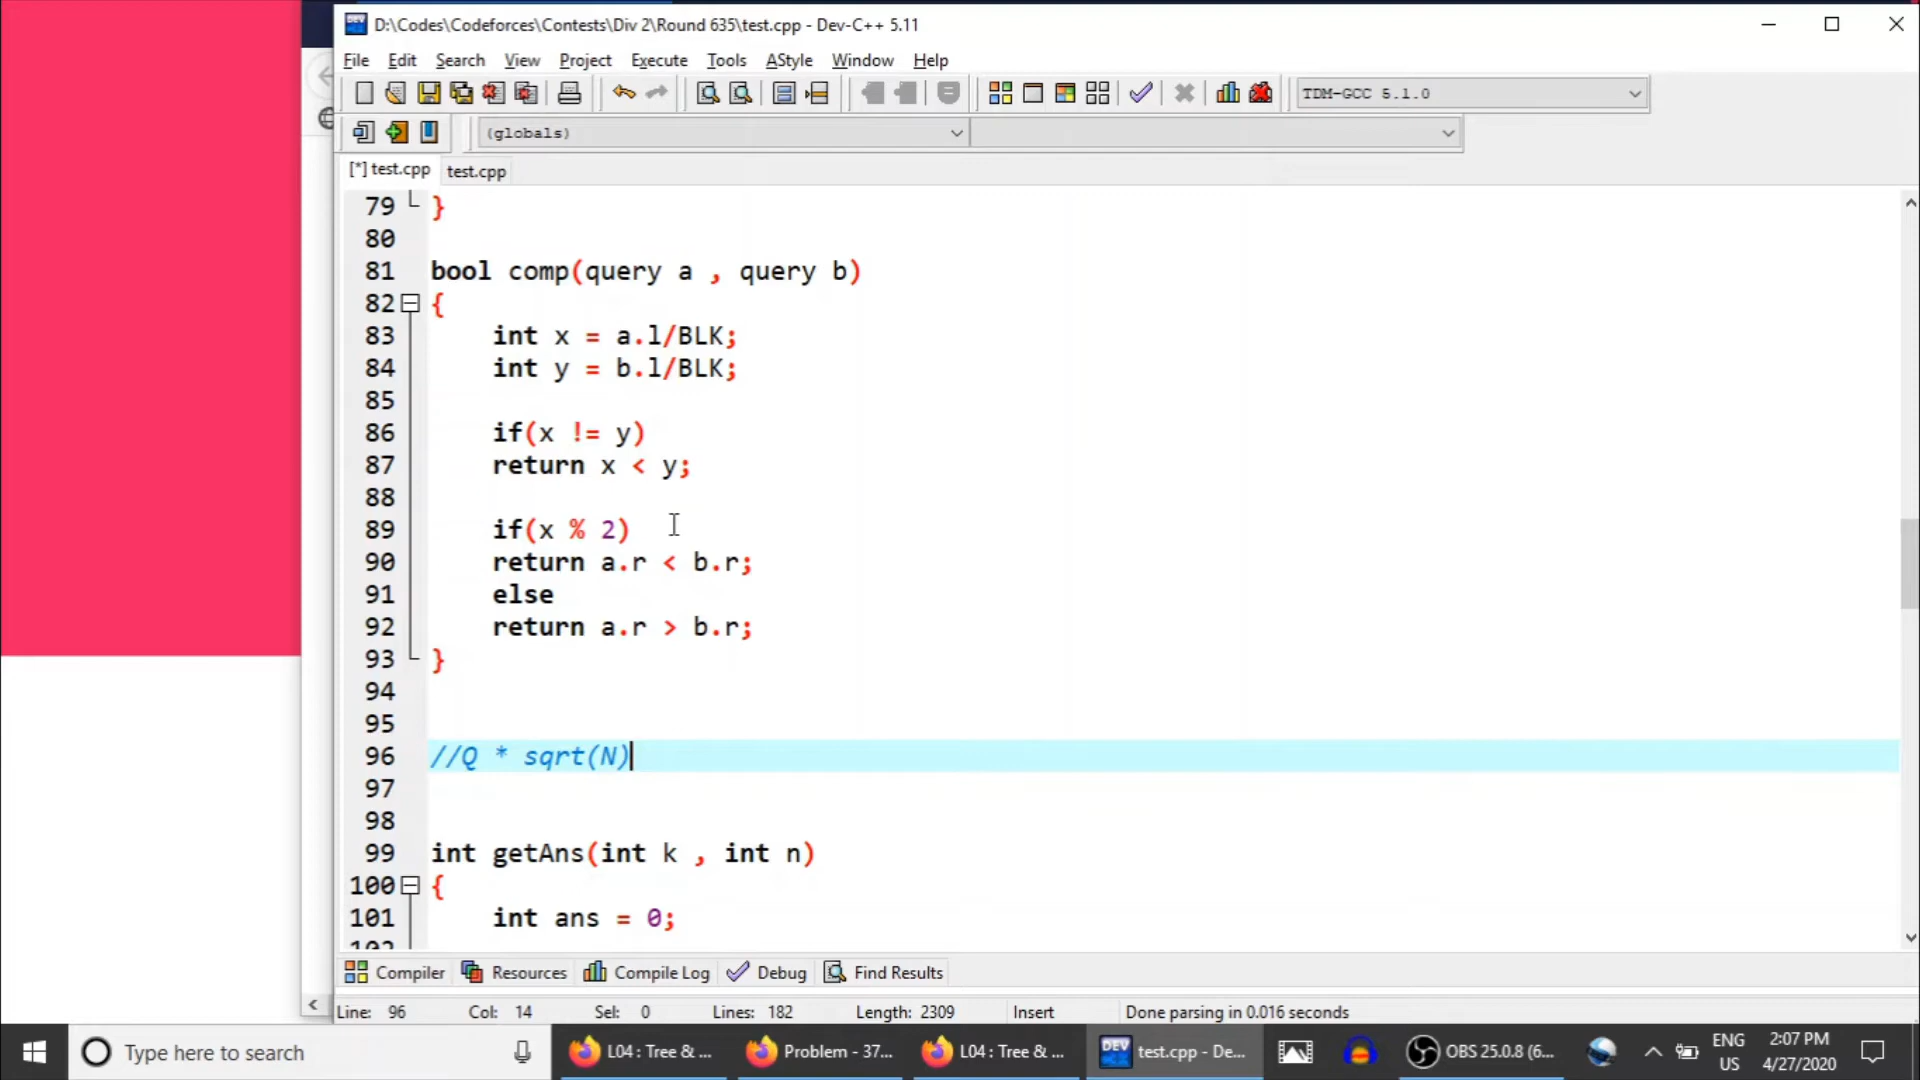 D:\Codes\Codeforces\Contests\Div 2\Round 635\test.cpp - Dev-C++ 5.11
File Edit Search View Project Execute Tools AStyle Window Help
TDM-GCC 5.1.0
(globals)
[*] test.cpp test.cpp
79 }
80
81 bool comp(query a , query b)
82 {
83 int x = a.l/BLK;
84 int y = b.l/BLK;
85
86 if(x != y)
87 return x < y;
88
89 if(x % 2)
90 return a.r < b.r;
91 else
92 return a.r > b.r;
93 }
94
95
96 //Q * sqrt(N)
97
98
99 int getAns(int k , int n)
100 {
101 int ans = 0;
102
Compiler Resources Compile Log Debug Find Results
Line: 96 Col: 14 Sel: 0 Lines: 182 Length: 2309 Insert Done parsing in 0.016 seconds
Type here to search
L04 : Tree & ...
Problem - 37...
L04 : Tree & ...
DEV
test.cpp - De...
OBS 25.0.8 (6...
ENG
US
2:07 PM
4/27/2020